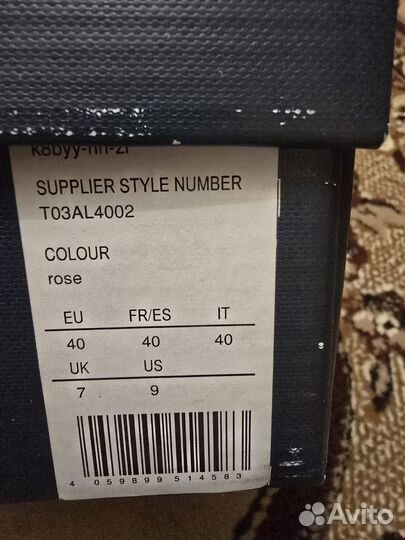 SUPPLIER STYLE NUMBER
T03AL4002
COLOUR
rose
EU FR/ES IT
40 40 40
UK US
7 9
4 059899 514583
Avito